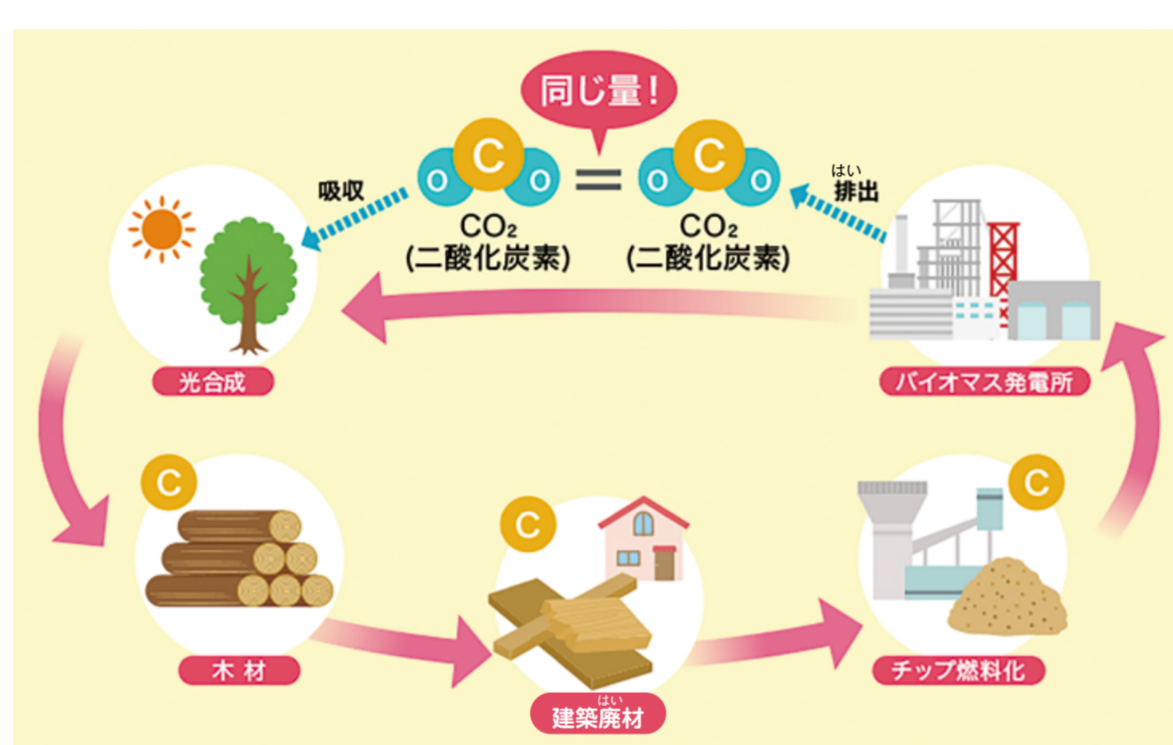 同じ量！
O C O
=
O C O
CO₂
(二酸化炭素)
CO₂
(二酸化炭素)
吸収
はい
排出
光合成
バイオマス発電所
C
木材
C
はい
建築廃材
C
チップ燃料化